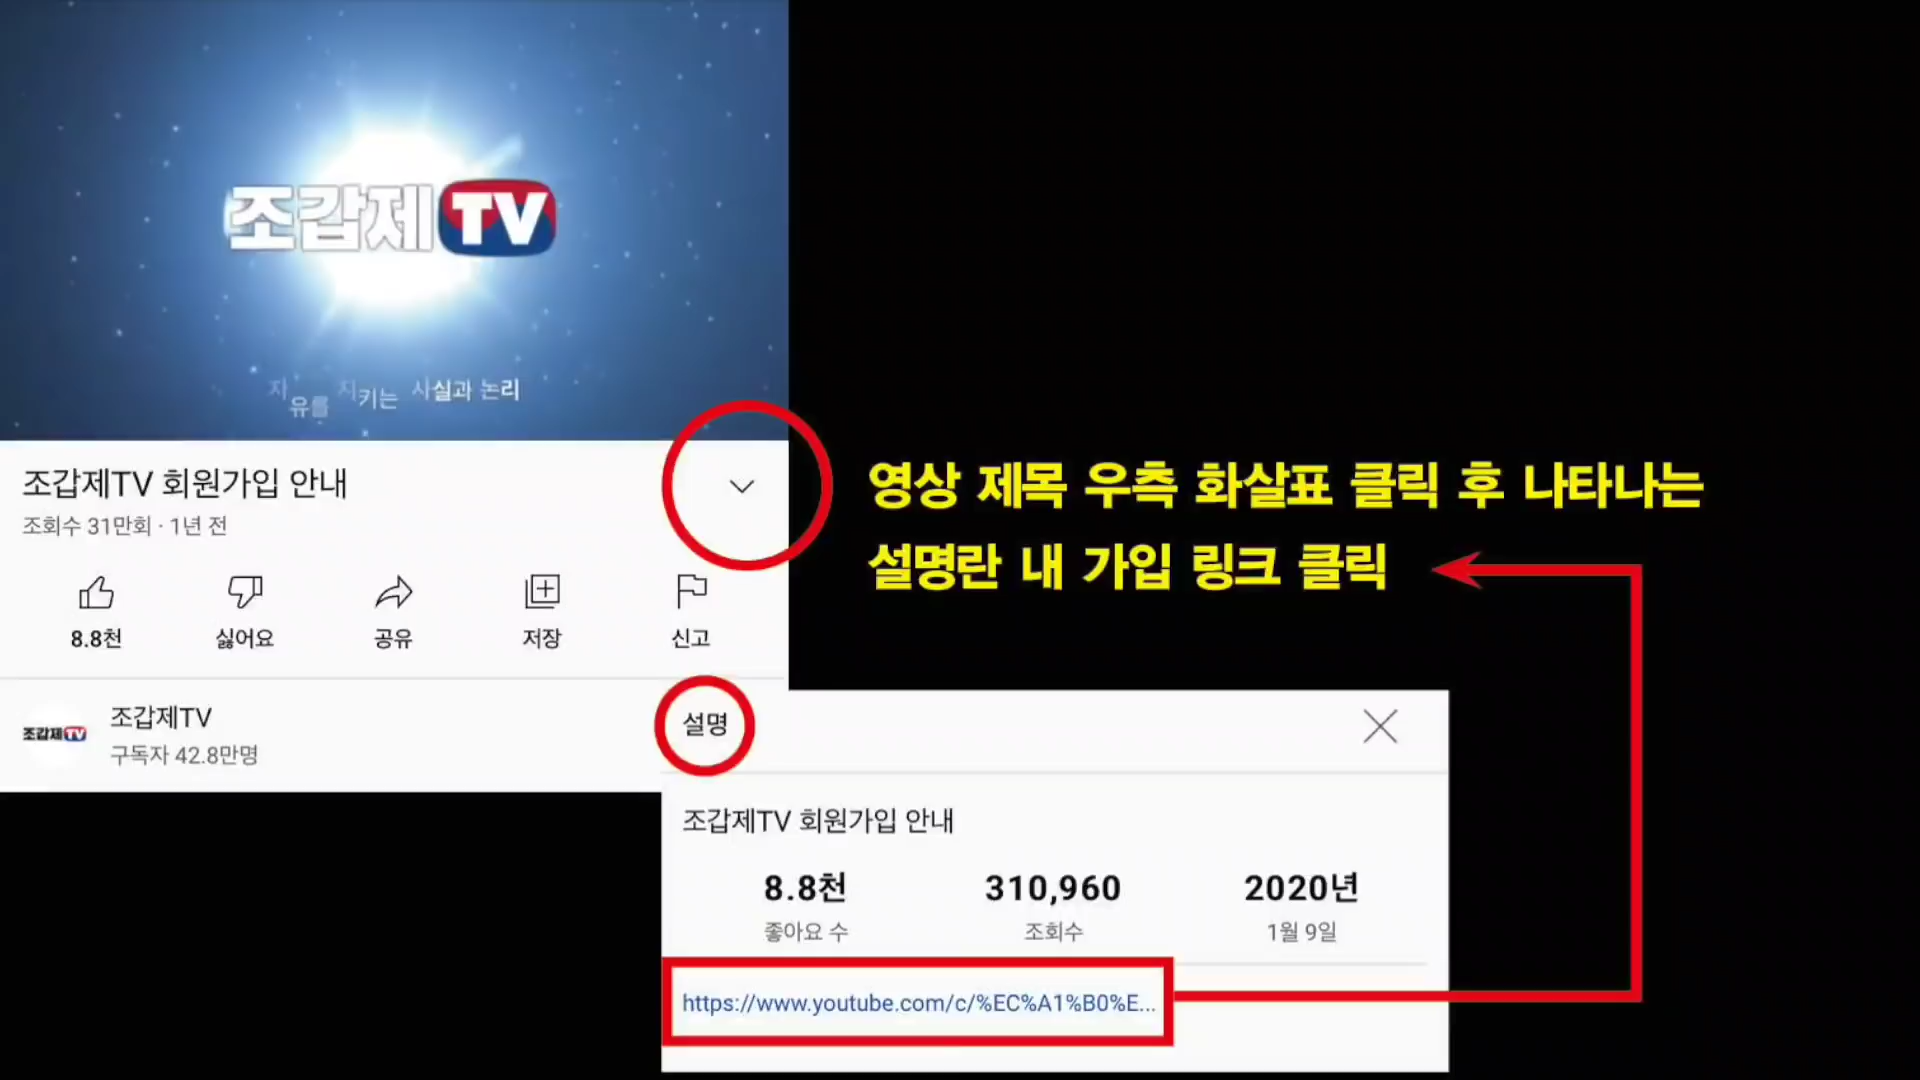 조갑제TV
자유를 지키는 사실과 논리
조갑제TV 회원가입 안내
조회수 31만회 · 1년 전
8.8천
싫어요
공유
저장
신고
조갑제TV
조갑제TV
구독자 42.8만명
영상 제목 우측 화살표 클릭 후 나타나는
설명란 내 가입 링크 클릭
설명
조갑제TV 회원가입 안내
8.8천
310,960
2020년
좋아요 수
조회수
1월 9일
https://www.youtube.com/c/%EC%A1%B0%E...